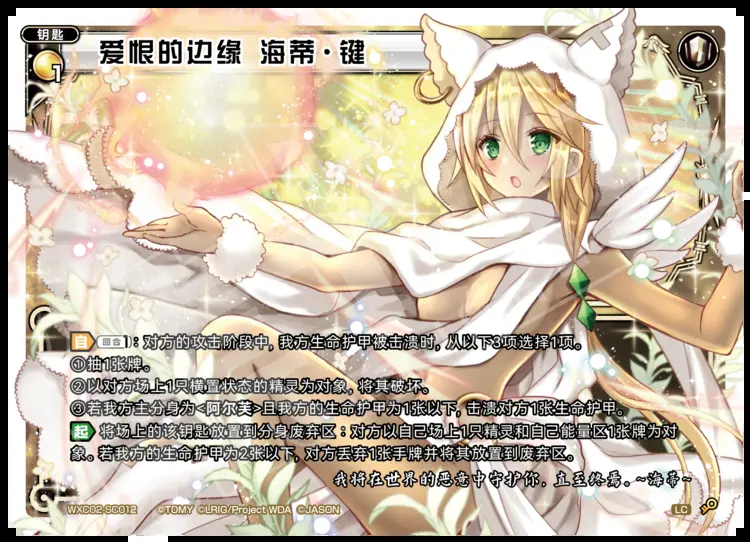 钥匙
1
爱恨的边缘 海蒂·键
自 回合1：对方的攻击阶段中，我方生命护甲被击溃时，从以下3项选择1项。
①抽1张牌。
②以对方场上1只横置状态的精灵为对象，将其破坏。
③若我方主分身为<阿尔芙>且我方的生命护甲为1张以下，击溃对方1张生命护甲。
起 将场上的该钥匙放置到分身废弃区：对方以自己场上1只精灵和自己能量区1张牌为对
象。若我方的生命护甲为2张以下，对方丢弃1张手牌并将其放置到废弃区。
我将在世界的恶意中守护你，直至终焉。~海蒂~
WXC02-SC012 ©TOMY ©LRIG/Project WDA ©JASON LC